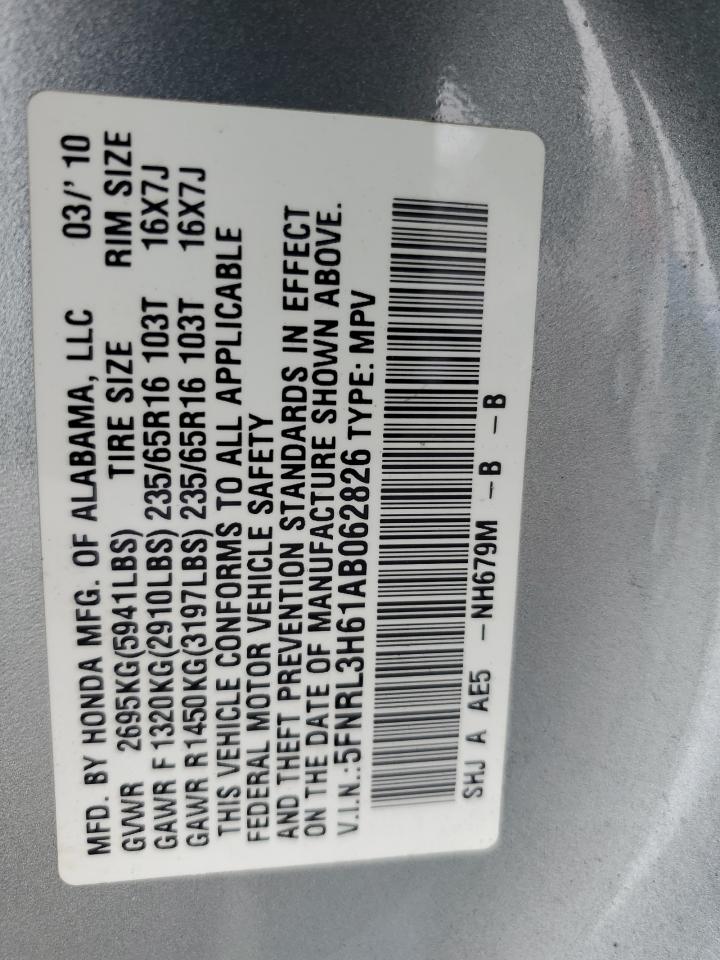 MFD. BY HONDA MFG. OF ALABAMA, LLC 03/' 10
GVWR 2695KG(5941LBS) TIRE SIZE RIM SIZE
GAWR F 1320KG(2910LBS) 235/65R16 103T 16X7J
GAWR R1450KG(3197LBS) 235/65R16 103T 16X7J
THIS VEHICLE CONFORMS TO ALL APPLICABLE
FEDERAL MOTOR VEHICLE SAFETY
AND THEFT PREVENTION STANDARDS IN EFFECT
ON THE DATE OF MANUFACTURE SHOWN ABOVE.
V.I.N.:5FNRL3H61AB062826 TYPE: MPV
SHJ A AE5 -NH679M -B -B